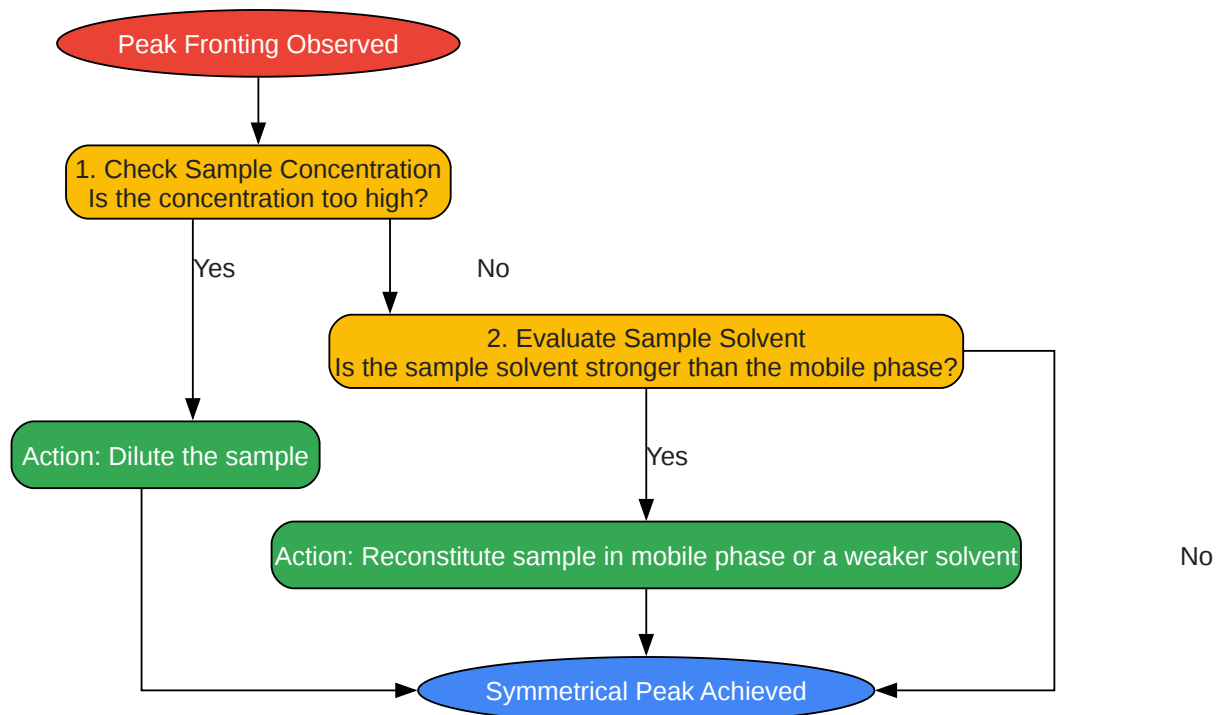 Peak Fronting Observed
1. Check Sample Concentration
Is the concentration too high?
Yes
No
2. Evaluate Sample Solvent
Is the sample solvent stronger than the mobile phase?
Action: Dilute the sample
Yes
Action: Reconstitute sample in mobile phase or a weaker solvent
No
Symmetrical Peak Achieved